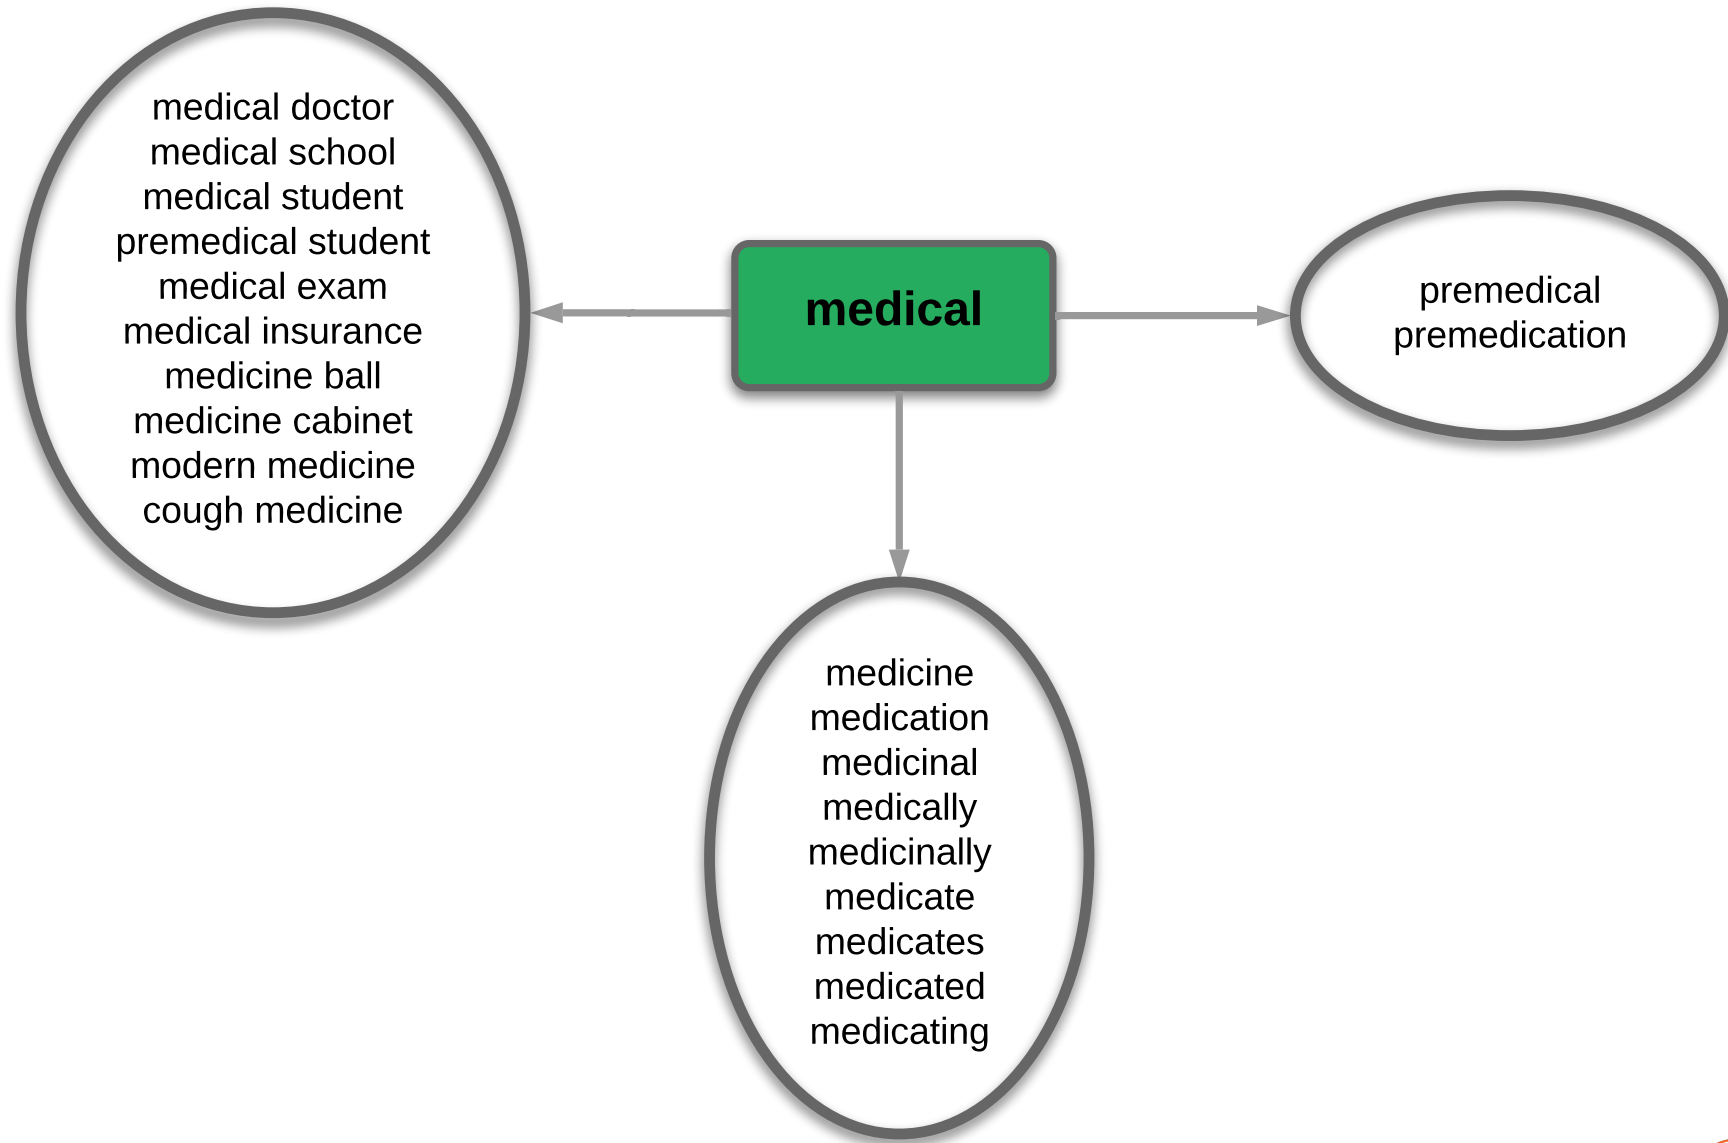 medical doctor
medical school
medical student
premedical student
medical exam
medical insurance
medicine ball
medicine cabinet
modern medicine
cough medicine
medical
premedical
premedication
medicine
medication
medicinal
medically
medicinally
medicate
medicates
medicated
medicating